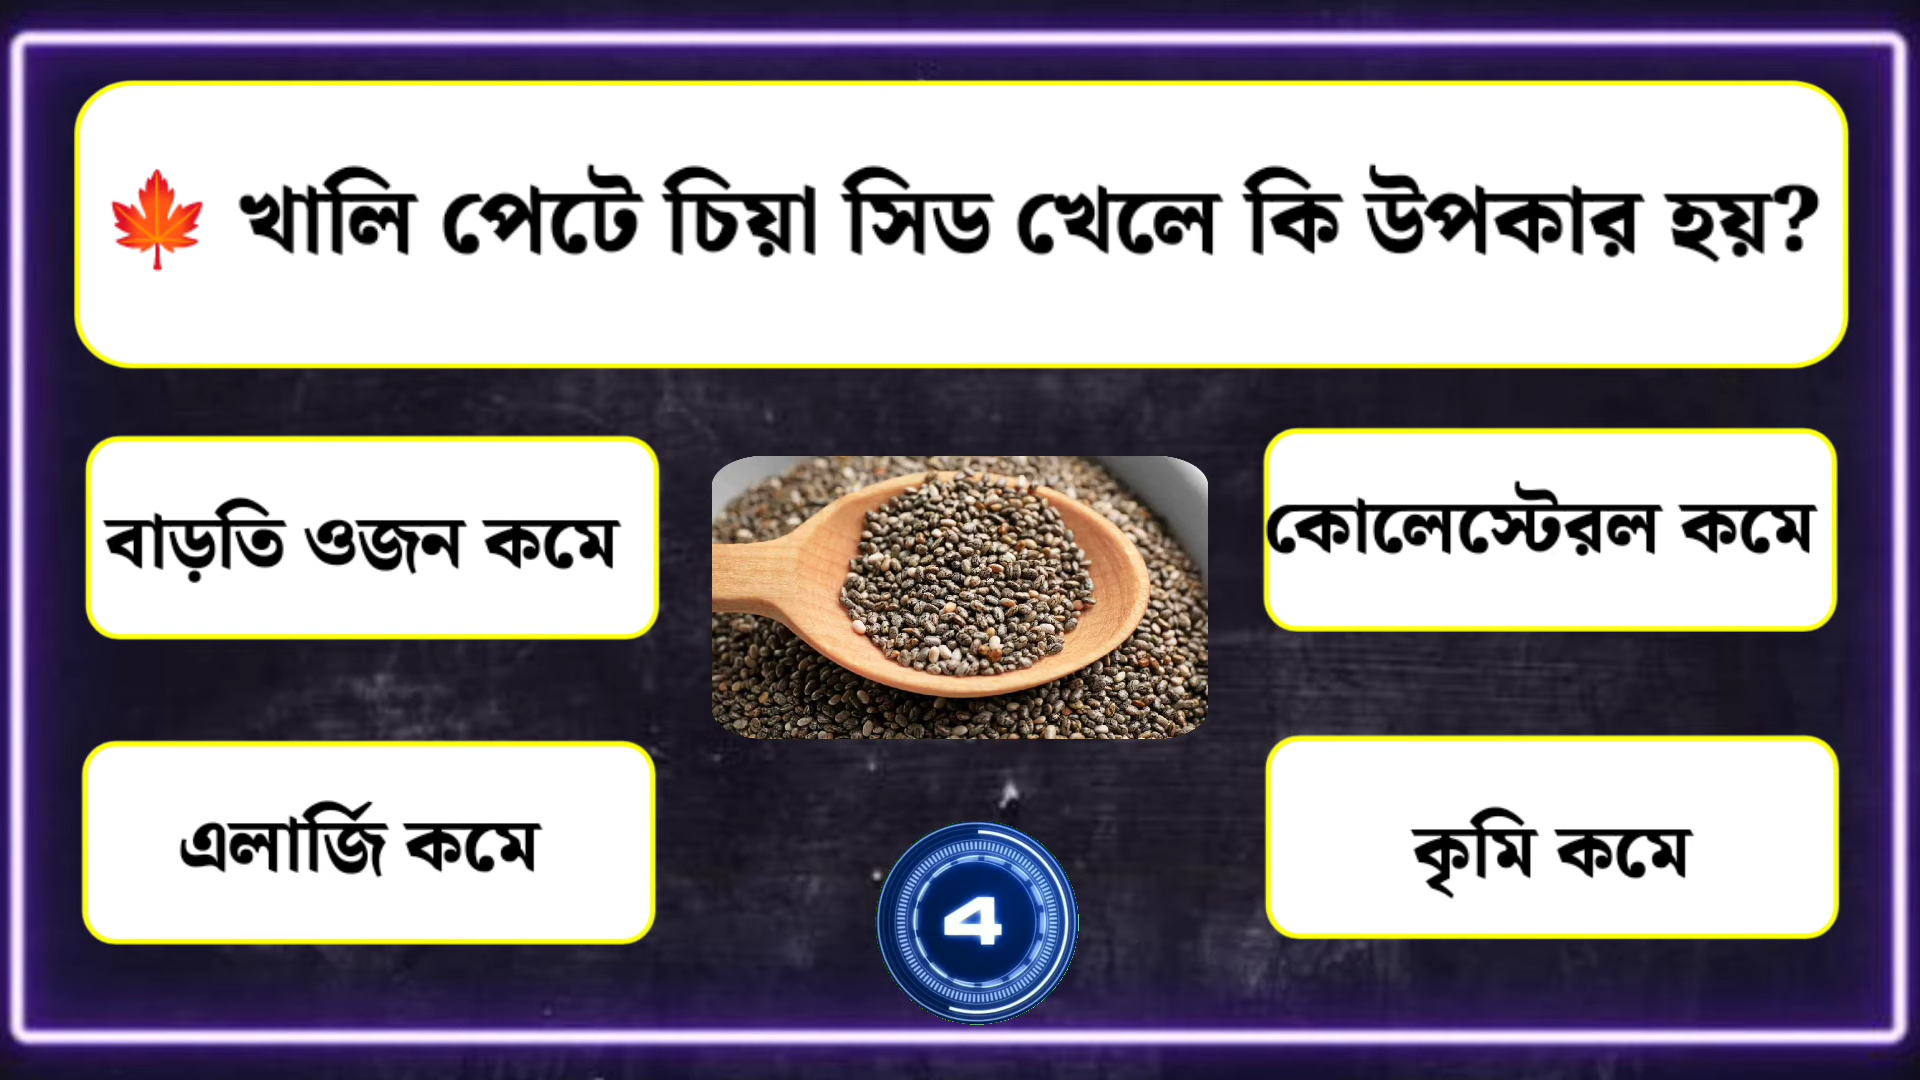 🍁 খালি পেটে চিয়া সিড খেলে কি উপকার হয়?
বাড়তি ওজন কমে
কোলেস্টেরল কমে
এলার্জি কমে
কৃমি কমে
4